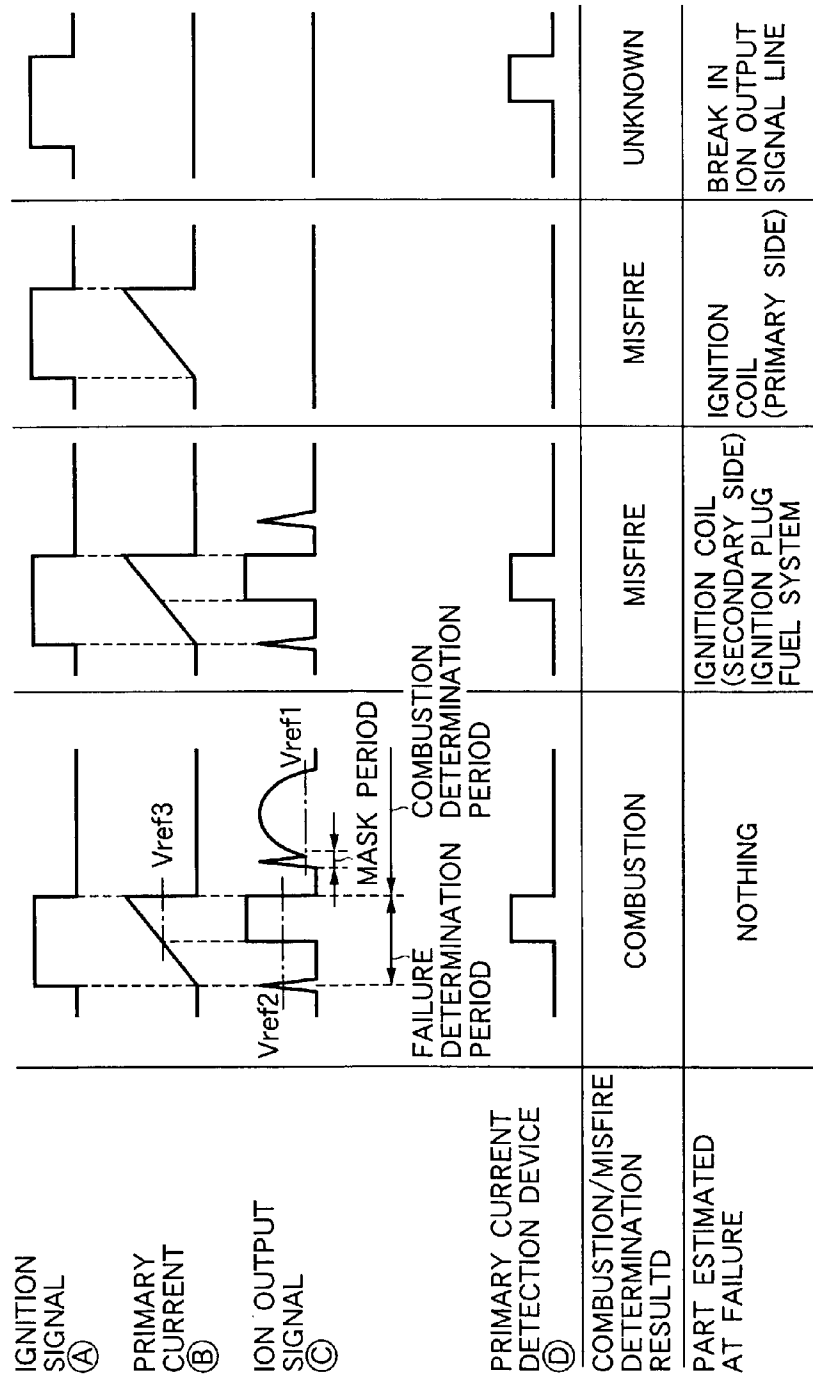 IGNITION
SIGNAL
Ⓐ
PRIMARY
CURRENT
Ⓑ
Vref3
ION OUTPUT
SIGNAL
Ⓒ
Vref2
Vref1
MASK PERIOD
FAILURE
DETERMINATION
PERIOD
COMBUSTION
DETERMINATION
PERIOD
PRIMARY CURRENT
DETECTION DEVICE
Ⓓ
COMBUSTION/MISFIRE
DETERMINATION
RESULTD
COMBUSTION
MISFIRE
MISFIRE
UNKNOWN
PART ESTIMATED
AT FAILURE
NOTHING
IGNITION COIL
(SECONDARY SIDE)
IGNITION PLUG
FUEL SYSTEM
IGNITION
COIL
(PRIMARY SIDE)
BREAK IN
ION OUTPUT
SIGNAL LINE